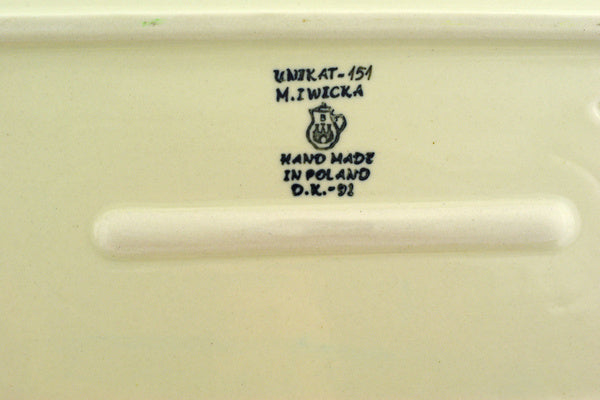 UNIKAT-151
M.IWICKA
B
HAND MADE
IN POLAND
D.K.-92